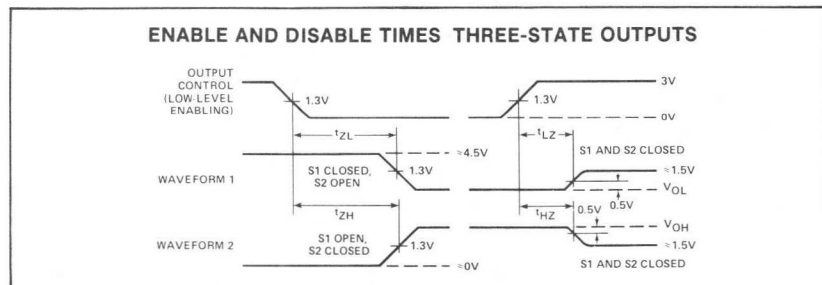 ENABLE AND DISABLE TIMES THREE-STATE OUTPUTS
OUTPUT
CONTROL
(LOW-LEVEL
ENABLING)
1.3V
1.3V
3V
0V
tZL
tLZ
S1 AND S2 CLOSED
≈4.5V
WAVEFORM 1
S1 CLOSED,
S2 OPEN
1.3V
≈1.5V
VOL
0.5V
tZH
tHZ
0.5V
VOH
WAVEFORM 2
S1 OPEN,
S2 CLOSED
1.3V
≈1.5V
≈0V
S1 AND S2 CLOSED